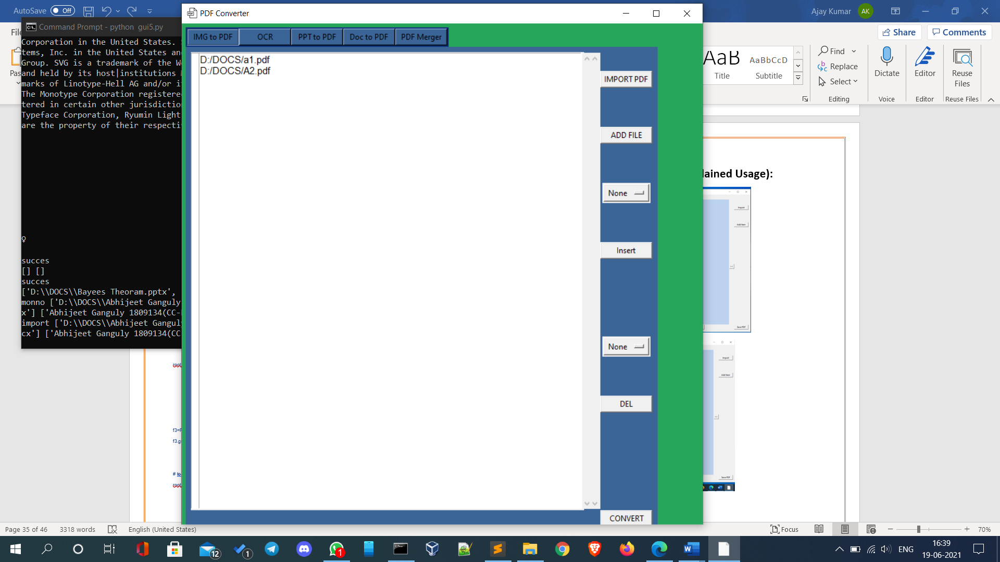 AutoSave Off
Ajay Kumar AK
Command Prompt - python gui5.py
Corporation in the United States.
tems, Inc. in the United States an
Group. SVG is a trademark of the W
and held by its host|institutions
marks of Linotype-Hell AG and/or i
The Monotype Corporation registere
tered in certain other jurisdictio
Typeface Corporation, Ryumin Light
are the property of their respecti
♀
succes
[] []
succes
['D:\\DOCS\\Bayees Theoram.pptx',
monno ['D:\\DOCS\\Abhijeet Ganguly
x'] ['Abhijeet Ganguly 1809134(CC-
import ['D:\\DOCS\\Abhijeet Ganguly
cx'] ['Abhijeet Ganguly 1809134(CC
PDF Converter
IMG to PDF OCR PPT to PDF Doc to PDF PDF Merger
D:/DOCS/a1.pdf
D:/DOCS/A2.pdf
IMPORT PDF
ADD FILE
None
Insert
None
DEL
CONVERT
Share Comments
AaB AaBbCcD
Title Subtitle
Find
Replace
Select
Editing
Dictate
Voice
Editor
Editor
Reuse
Files
Reuse Files
lained Usage):
Import
Add Item
Save PDF
Import
Add Item
Save PDF
Page 35 of 46 3318 words English (United States)
Focus 70%
12 1 1
ENG 16:39
19-06-2021